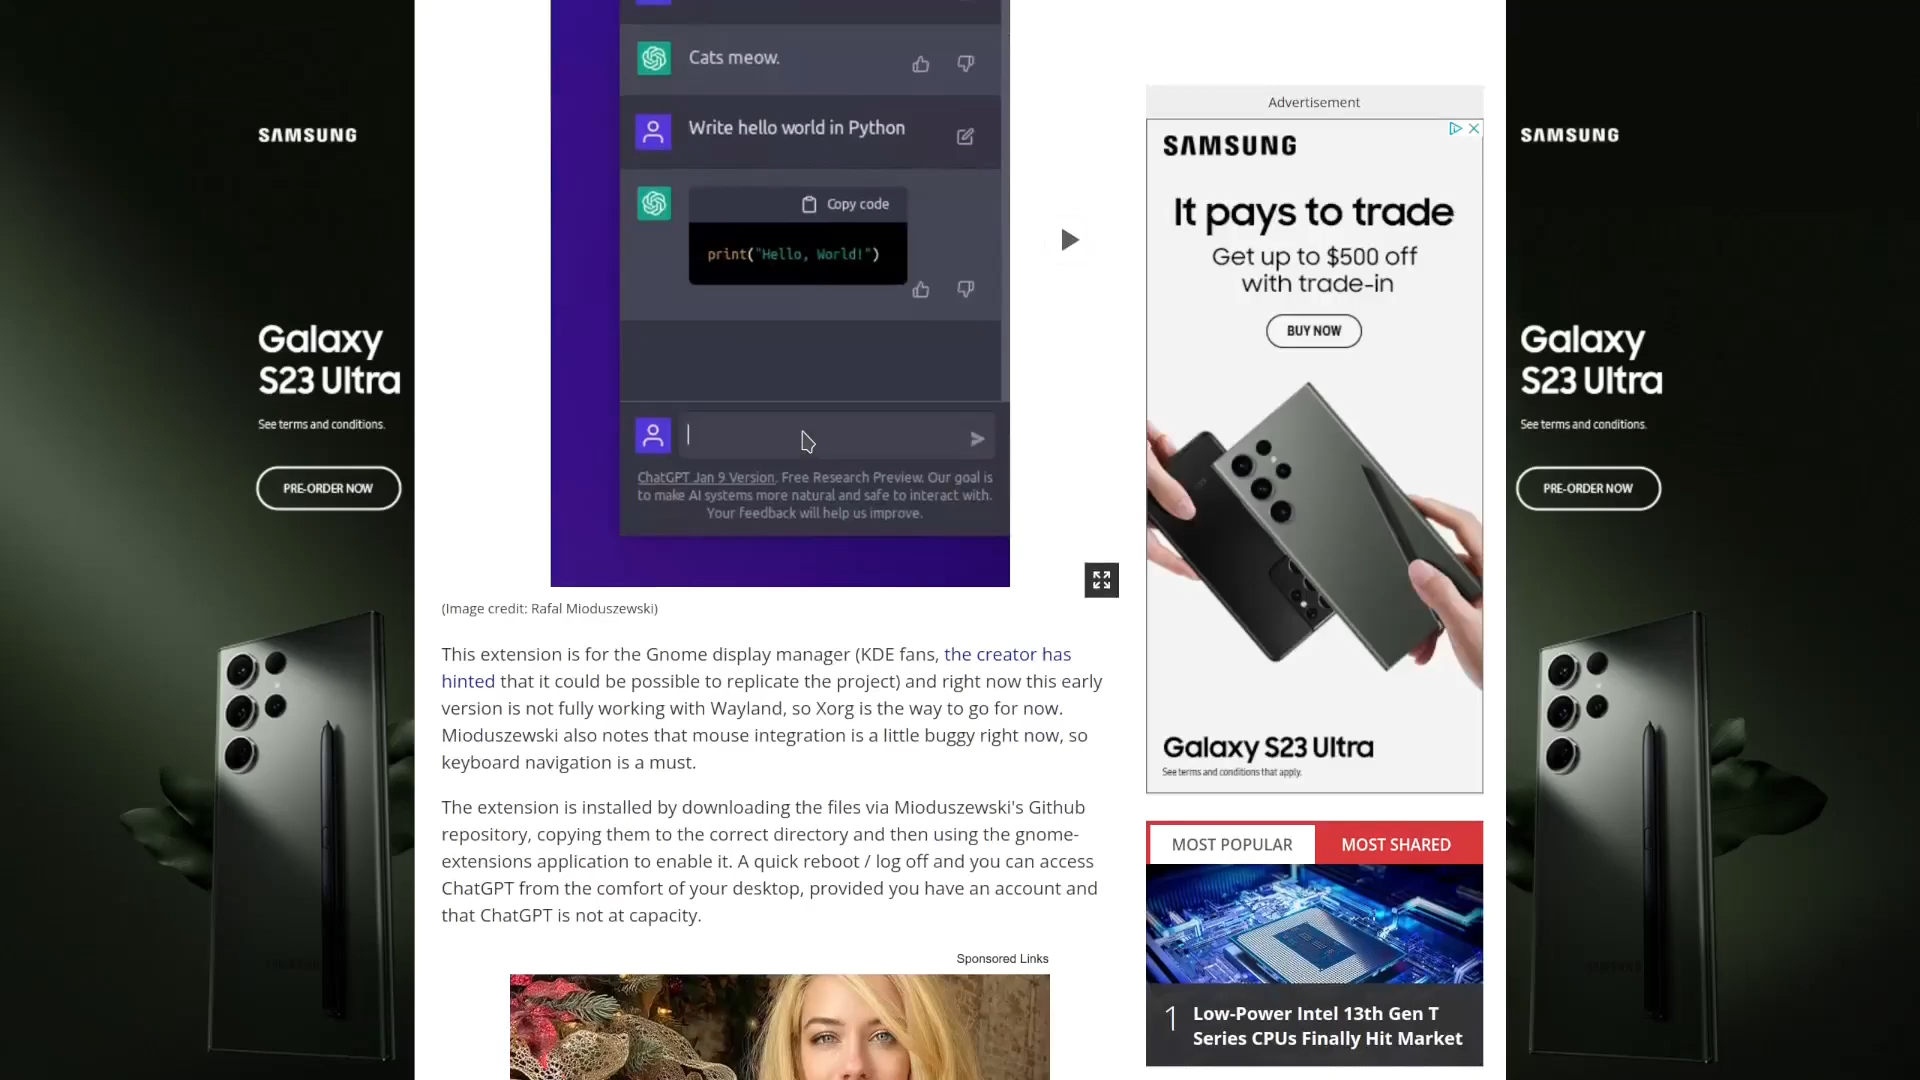 SAMSUNG
Galaxy
S23 Ultra
See terms and conditions.
PRE-ORDER NOW
Cats meow.
Write hello world in Python
Copy code
print("Hello, World!")
ChatGPT Jan 9 Version. Free Research Preview. Our goal is
to make AI systems more natural and safe to interact with.
Your feedback will help us improve.
(Image credit: Rafal Mioduszewski)
This extension is for the Gnome display manager (KDE fans, the creator has
hinted that it could be possible to replicate the project) and right now this early
version is not fully working with Wayland, so Xorg is the way to go for now.
Mioduszewski also notes that mouse integration is a little buggy right now, so
keyboard navigation is a must.
The extension is installed by downloading the files via Mioduszewski's Github
repository, copying them to the correct directory and then using the gnome-
extensions application to enable it. A quick reboot / log off and you can access
ChatGPT from the comfort of your desktop, provided you have an account and
that ChatGPT is not at capacity.
Sponsored Links
Advertisement
SAMSUNG
It pays to trade
Get up to $500 off
with trade-in
BUY NOW
Galaxy S23 Ultra
See terms and conditions that apply.
MOST POPULAR
MOST SHARED
1
Low-Power Intel 13th Gen T
Series CPUs Finally Hit Market
SAMSUNG
Galaxy
S23 Ultra
See terms and conditions.
PRE-ORDER NOW